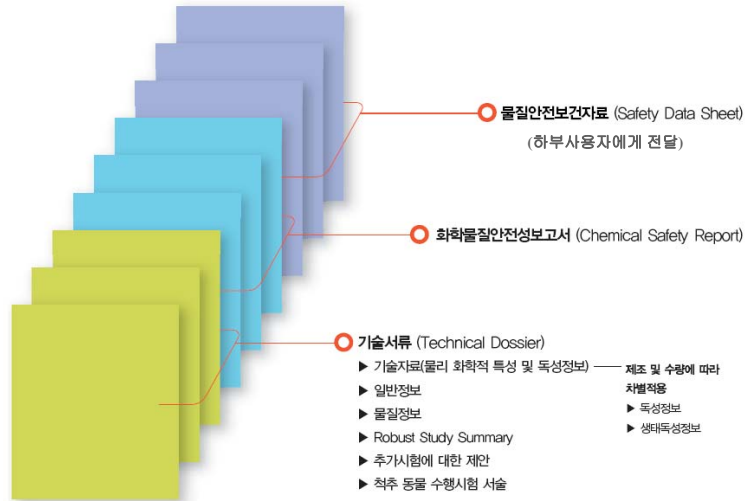 물질안전보건자료 (Safety Data Sheet)
(하부사용자에게 전달)
화학물질안전성보고서 (Chemical Safety Report)
기술서류 (Technical Dossier)
▶ 기술자료(물리 화학적 특성 및 독성정보)
제조 및 수량에 따라
차별적용
▶ 독성정보
▶ 생태독성정보
▶ 일반정보
▶ 물질정보
▶ Robust Study Summary
▶ 추가시험에 대한 제안
▶ 척추 동물 수행시험 서술